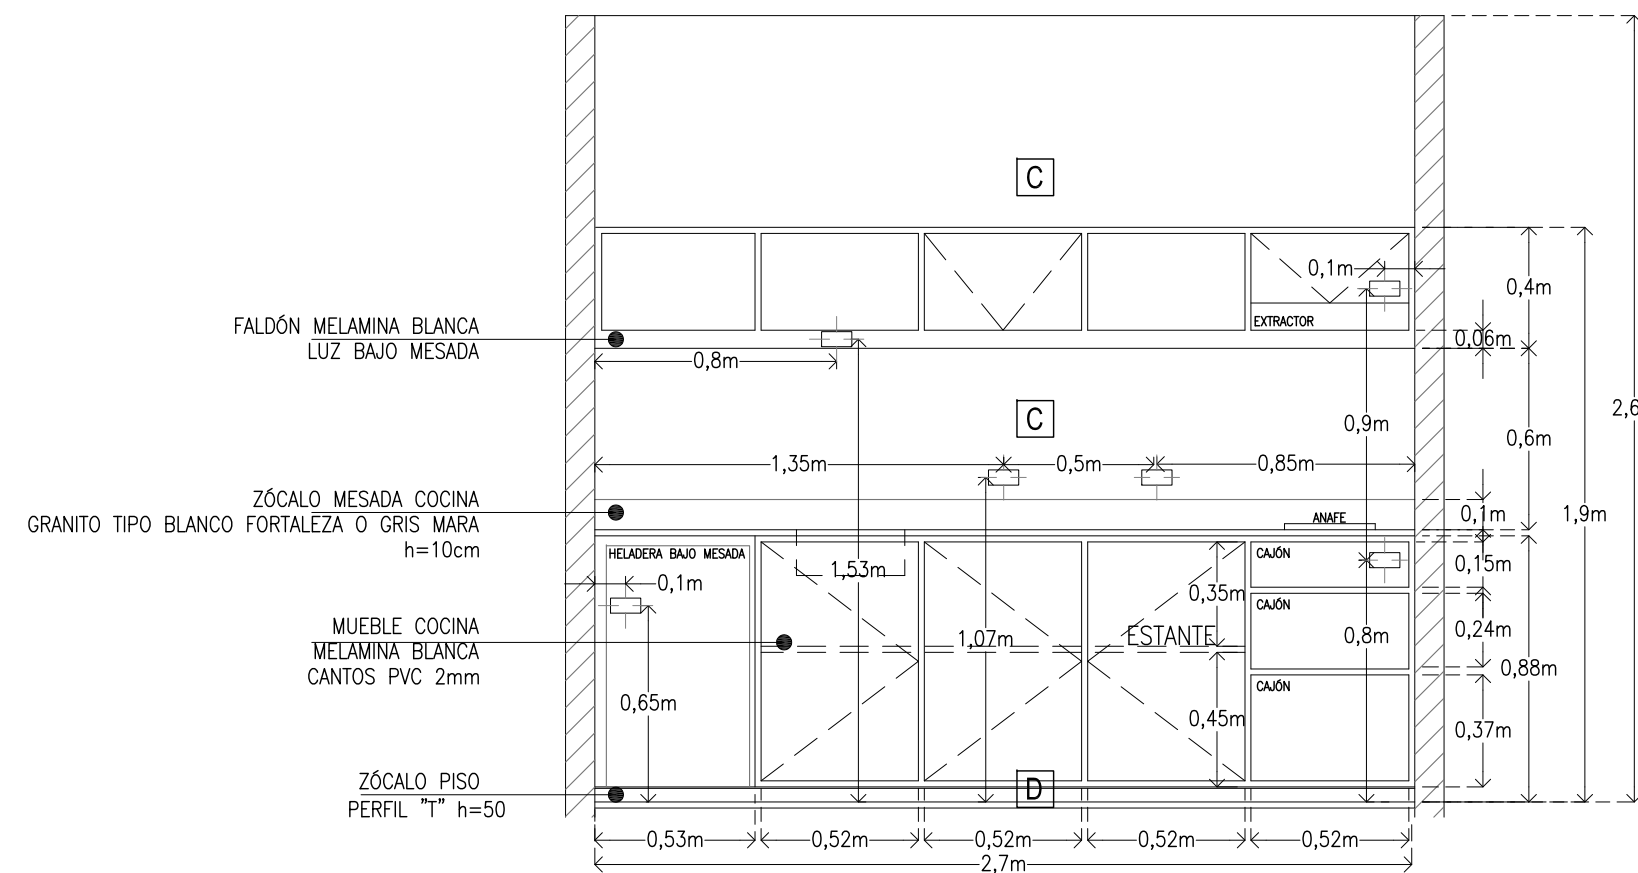 C
0,1m
0,4m
EXTRACTOR
FALDÓN MELAMINA BLANCA
LUZ BAJO MESADA
0,06m
0,8m
2,6
C
0,9m
0,6m
1,35m
0,5m
0,85m
ZÓCALO MESADA COCINA
GRANITO TIPO BLANCO FORTALEZA O GRIS MARA
h=10cm
ANAFE
0,1m
1,9m
HELADERA BAJO MESADA
CAJÓN
1,53m
0,15m
0,1m
0,35m
CAJÓN
MUEBLE COCINA
MELAMINA BLANCA
CANTOS PVC 2mm
1,07m
ESTANTE
0,8m
0,24m
0,88m
CAJÓN
0,65m
0,45m
0,37m
ZÓCALO PISO
PERFIL "T" h=50
D
0,53m
0,52m
0,52m
0,52m
0,52m
2,7m